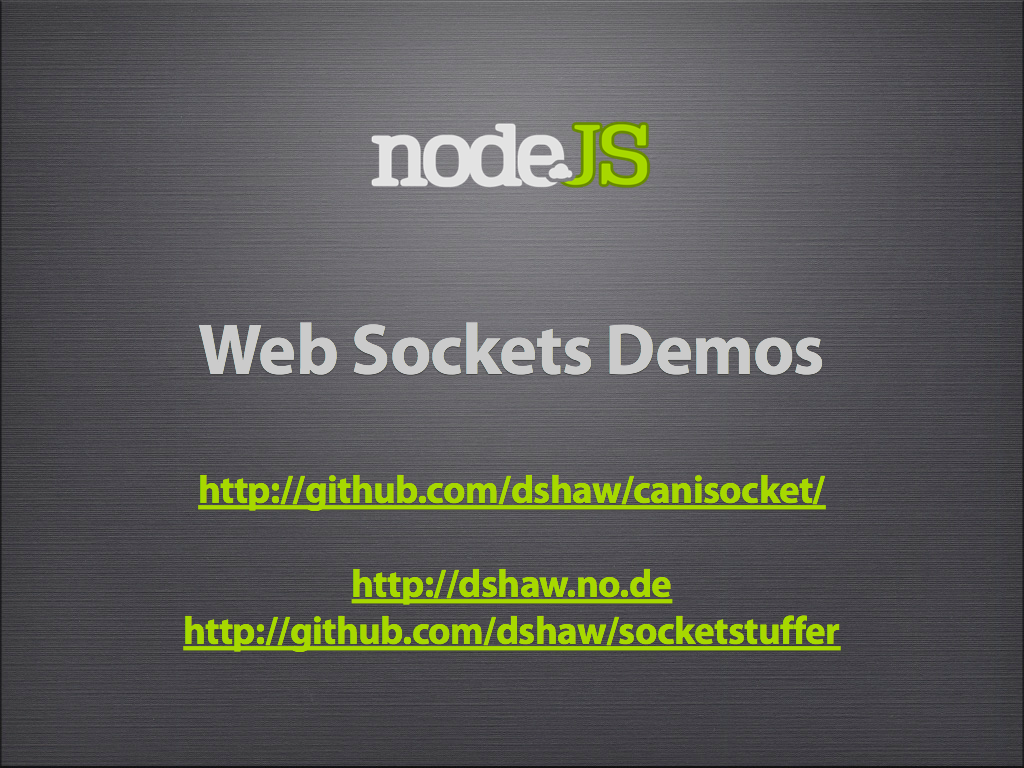 nodeJS
Web Sockets Demos
http://github.com/dshaw/canisocket/
http://dshaw.no.de
http://github.com/dshaw/socketstuffer